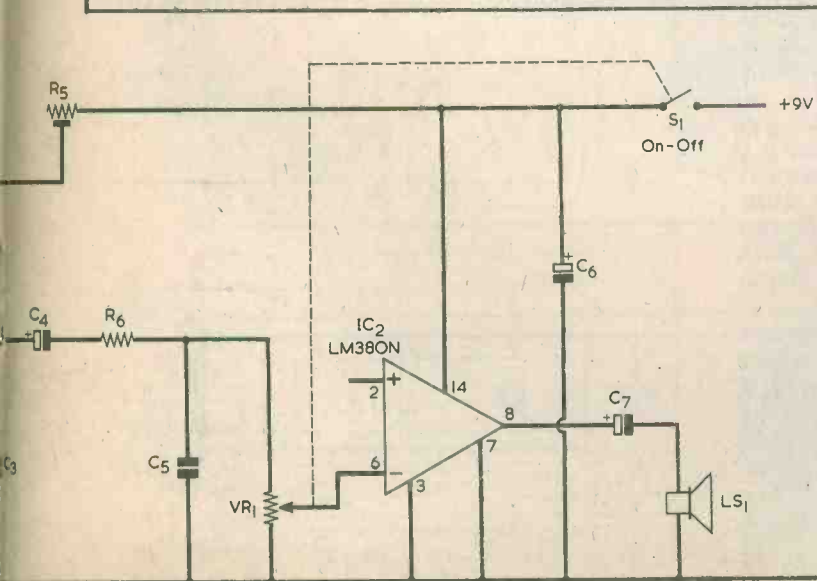 R5
+9V
S1
On-Off
C6
C4
R6
IC2
LM380N
2
+
14
8
C7
+
6
-
7
3
C3
C5
VR1
LS1